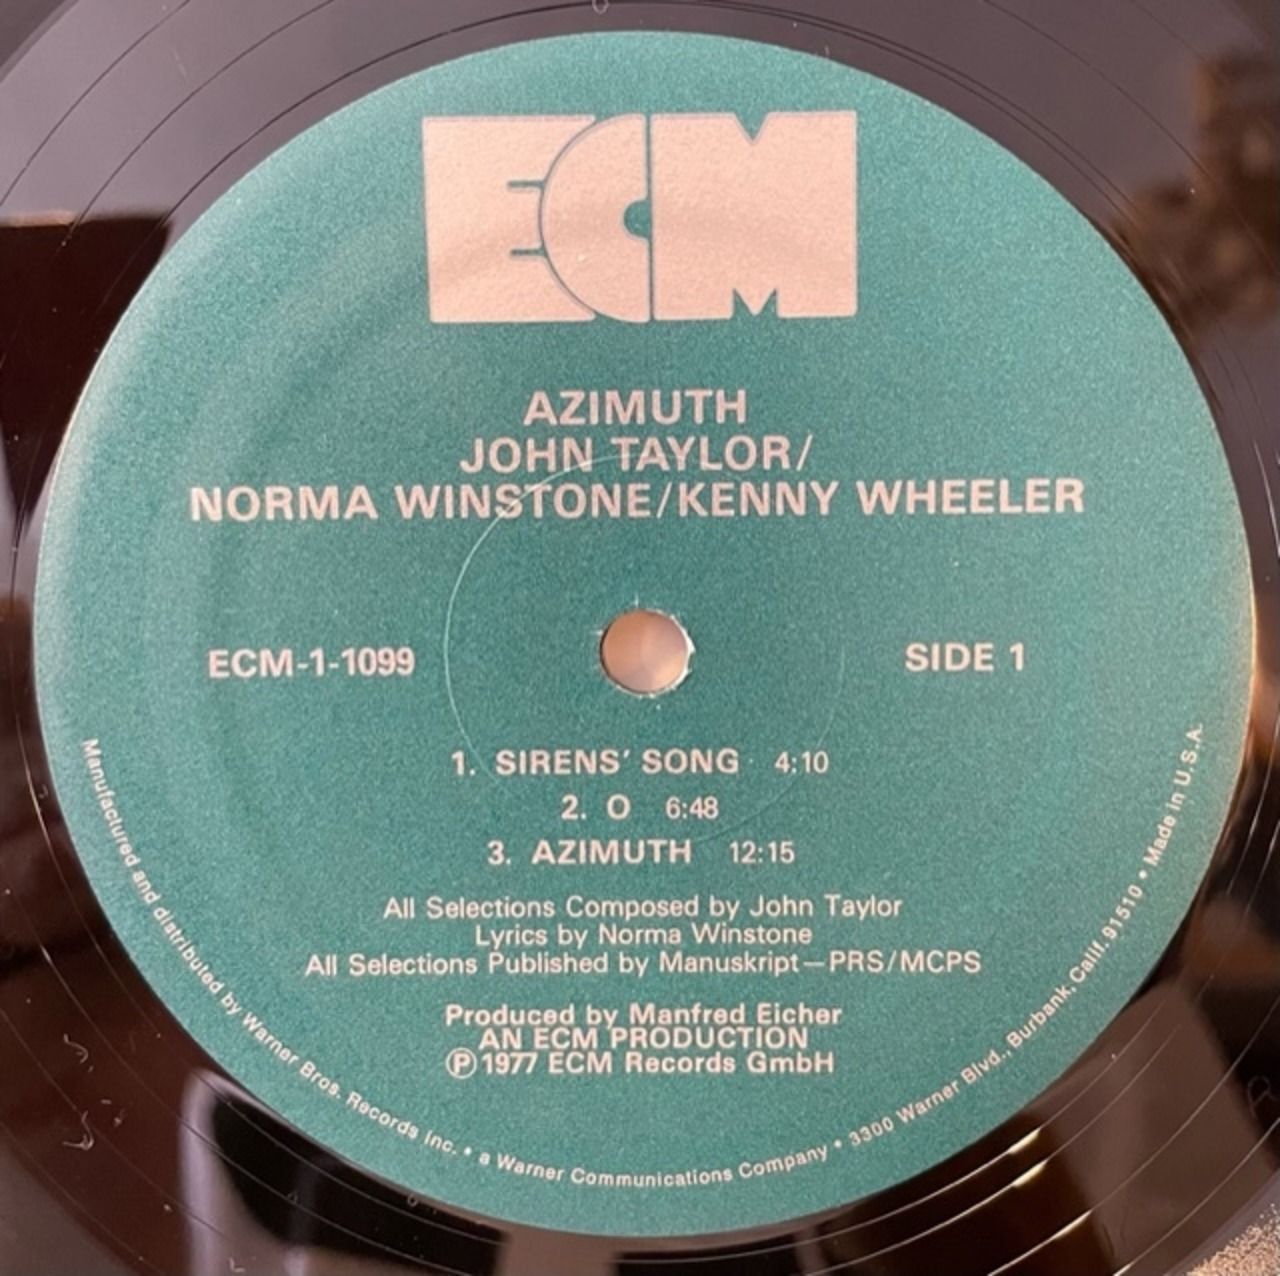 ECM
AZIMUTH
JOHN TAYLOR/
NORMA WINSTONE/KENNY WHEELER
ECM-1-1099
SIDE 1
1. SIRENS' SONG 4:10
2. O 6:48
3. AZIMUTH 12:15
All Selections Composed by John Taylor
Lyrics by Norma Winstone
All Selections Published by Manuskript—PRS/MCPS
Produced by Manfred Eicher
AN ECM PRODUCTION
℗ 1977 ECM Records GmbH
Manufactured and distributed by Warner Bros. Records Inc. • a Warner Communications Company • 3300 Warner Blvd., Burbank, Calif. 91510 • Made in U.S.A.